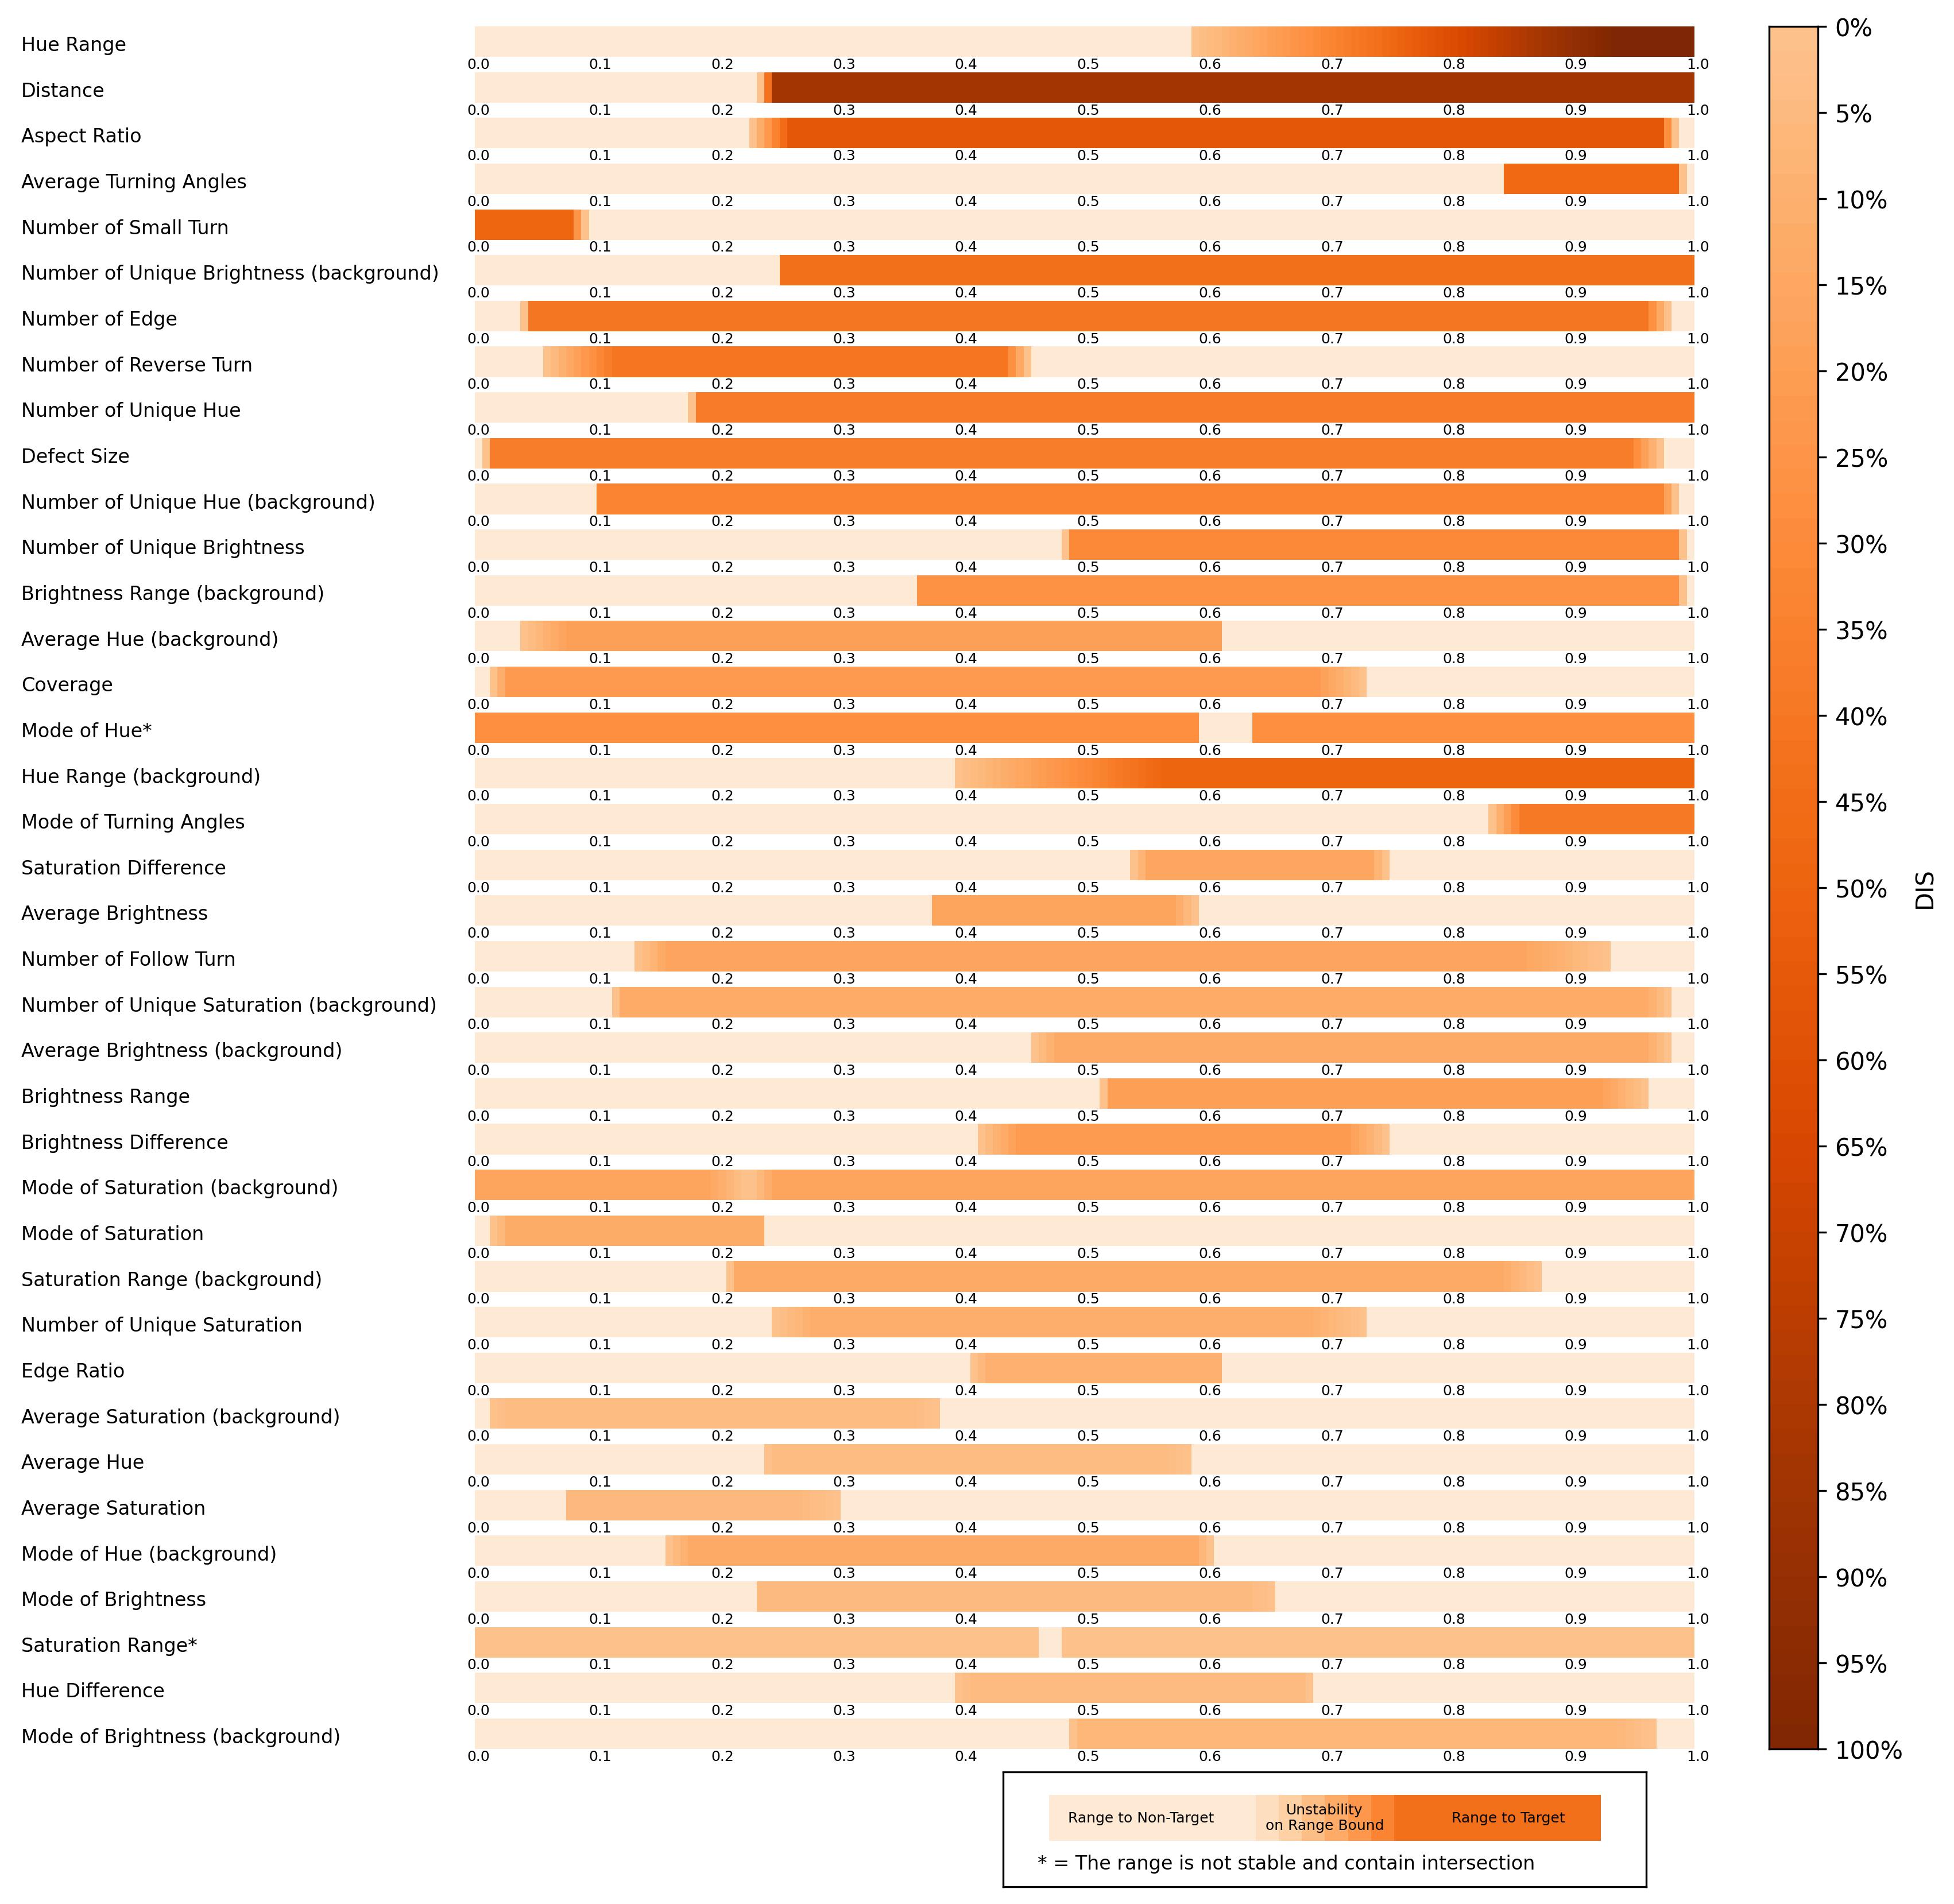 Hue Range
0.0 0.1 0.2 0.3 0.4 0.5 0.6 0.7 0.8 0.9 1.0
Distance
0.0 0.1 0.2 0.3 0.4 0.5 0.6 0.7 0.8 0.9 1.0
Aspect Ratio
0.0 0.1 0.2 0.3 0.4 0.5 0.6 0.7 0.8 0.9 1.0
Average Turning Angles
0.0 0.1 0.2 0.3 0.4 0.5 0.6 0.7 0.8 0.9 1.0
Number of Small Turn
0.0 0.1 0.2 0.3 0.4 0.5 0.6 0.7 0.8 0.9 1.0
Number of Unique Brightness (background)
0.0 0.1 0.2 0.3 0.4 0.5 0.6 0.7 0.8 0.9 1.0
Number of Edge
0.0 0.1 0.2 0.3 0.4 0.5 0.6 0.7 0.8 0.9 1.0
Number of Reverse Turn
0.0 0.1 0.2 0.3 0.4 0.5 0.6 0.7 0.8 0.9 1.0
Number of Unique Hue
0.0 0.1 0.2 0.3 0.4 0.5 0.6 0.7 0.8 0.9 1.0
Defect Size
0.0 0.1 0.2 0.3 0.4 0.5 0.6 0.7 0.8 0.9 1.0
Number of Unique Hue (background)
0.0 0.1 0.2 0.3 0.4 0.5 0.6 0.7 0.8 0.9 1.0
Number of Unique Brightness
0.0 0.1 0.2 0.3 0.4 0.5 0.6 0.7 0.8 0.9 1.0
Brightness Range (background)
0.0 0.1 0.2 0.3 0.4 0.5 0.6 0.7 0.8 0.9 1.0
Average Hue (background)
0.0 0.1 0.2 0.3 0.4 0.5 0.6 0.7 0.8 0.9 1.0
Coverage
0.0 0.1 0.2 0.3 0.4 0.5 0.6 0.7 0.8 0.9 1.0
Mode of Hue*
0.0 0.1 0.2 0.3 0.4 0.5 0.6 0.7 0.8 0.9 1.0
Hue Range (background)
0.0 0.1 0.2 0.3 0.4 0.5 0.6 0.7 0.8 0.9 1.0
Mode of Turning Angles
0.0 0.1 0.2 0.3 0.4 0.5 0.6 0.7 0.8 0.9 1.0
Saturation Difference
0.0 0.1 0.2 0.3 0.4 0.5 0.6 0.7 0.8 0.9 1.0
Average Brightness
0.0 0.1 0.2 0.3 0.4 0.5 0.6 0.7 0.8 0.9 1.0
Number of Follow Turn
0.0 0.1 0.2 0.3 0.4 0.5 0.6 0.7 0.8 0.9 1.0
Number of Unique Saturation (background)
0.0 0.1 0.2 0.3 0.4 0.5 0.6 0.7 0.8 0.9 1.0
Average Brightness (background)
0.0 0.1 0.2 0.3 0.4 0.5 0.6 0.7 0.8 0.9 1.0
Brightness Range
0.0 0.1 0.2 0.3 0.4 0.5 0.6 0.7 0.8 0.9 1.0
Brightness Difference
0.0 0.1 0.2 0.3 0.4 0.5 0.6 0.7 0.8 0.9 1.0
Mode of Saturation (background)
0.0 0.1 0.2 0.3 0.4 0.5 0.6 0.7 0.8 0.9 1.0
Mode of Saturation
0.0 0.1 0.2 0.3 0.4 0.5 0.6 0.7 0.8 0.9 1.0
Saturation Range (background)
0.0 0.1 0.2 0.3 0.4 0.5 0.6 0.7 0.8 0.9 1.0
Number of Unique Saturation
0.0 0.1 0.2 0.3 0.4 0.5 0.6 0.7 0.8 0.9 1.0
Edge Ratio
0.0 0.1 0.2 0.3 0.4 0.5 0.6 0.7 0.8 0.9 1.0
Average Saturation (background)
0.0 0.1 0.2 0.3 0.4 0.5 0.6 0.7 0.8 0.9 1.0
Average Hue
0.0 0.1 0.2 0.3 0.4 0.5 0.6 0.7 0.8 0.9 1.0
Average Saturation
0.0 0.1 0.2 0.3 0.4 0.5 0.6 0.7 0.8 0.9 1.0
Mode of Hue (background)
0.0 0.1 0.2 0.3 0.4 0.5 0.6 0.7 0.8 0.9 1.0
Mode of Brightness
0.0 0.1 0.2 0.3 0.4 0.5 0.6 0.7 0.8 0.9 1.0
Saturation Range*
0.0 0.1 0.2 0.3 0.4 0.5 0.6 0.7 0.8 0.9 1.0
Hue Difference
0.0 0.1 0.2 0.3 0.4 0.5 0.6 0.7 0.8 0.9 1.0
Mode of Brightness (background)
0.0 0.1 0.2 0.3 0.4 0.5 0.6 0.7 0.8 0.9 1.0
0%
5%
10%
15%
20%
25%
30%
35%
40%
45%
50%
55%
60%
65%
70%
75%
80%
85%
90%
95%
100%
DIS
Range to Non-Target
Unstability
on Range Bound
Range to Target
* = The range is not stable and contain intersection